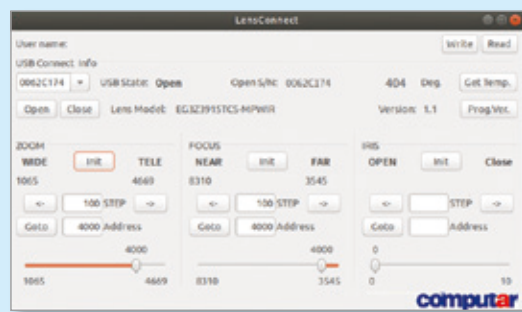 LensConnect
User name: Write Read
USB Connect Info
0062C174 USB State: Open Open S/N: 0062C174 404 Deg. Get Temp.
Open Close Lens Model: EG3Z3915TCS-MPWIR Version: 1.1 Prog.Ver.
ZOOM FOCUS IRIS
WIDE Init TELE NEAR Init FAR OPEN Init Close
1065 4669 8310 3545
<- 100 STEP -> <- 100 STEP -> <- STEP ->
Goto 4000 Address Goto 4000 Address Goto Address
4000 4000 0
1065 4669 8310 3545 0 10
computar